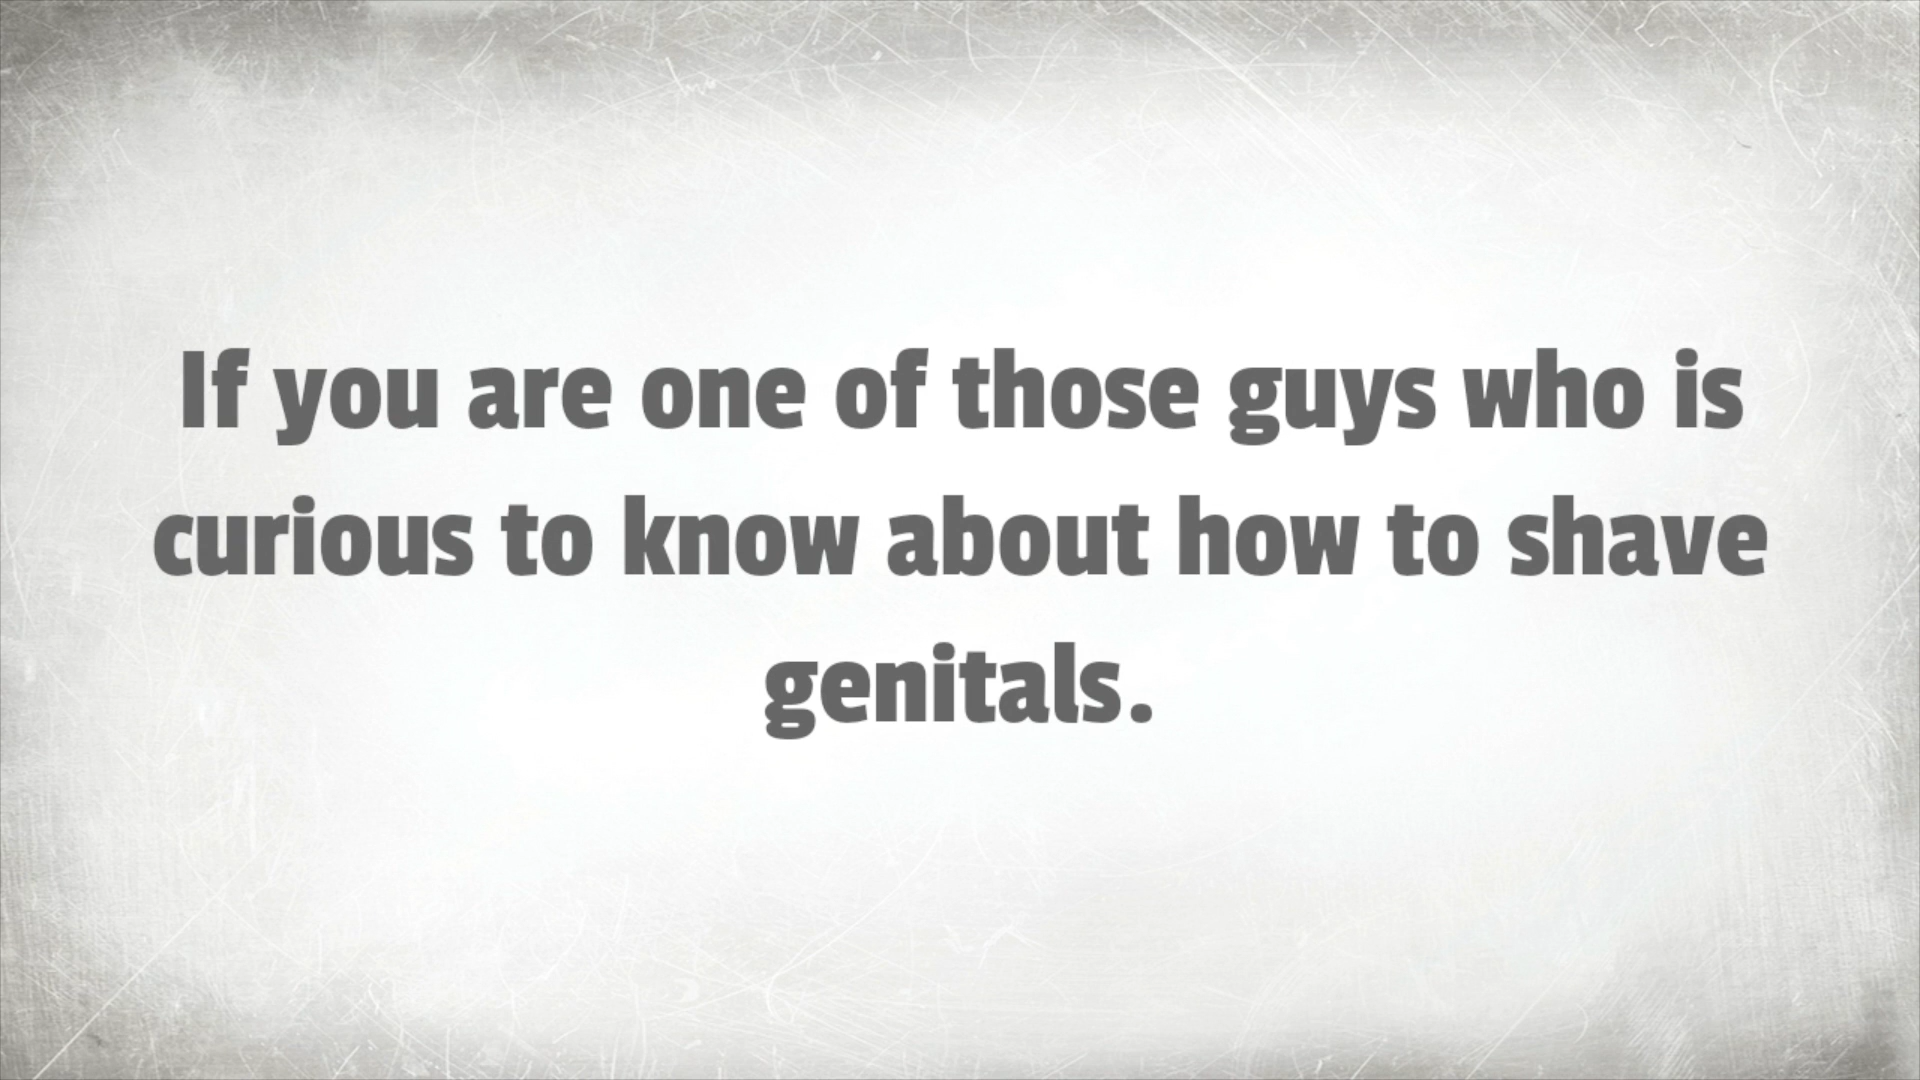 If you are one of those guys who is
curious to know about how to shave
genitals.